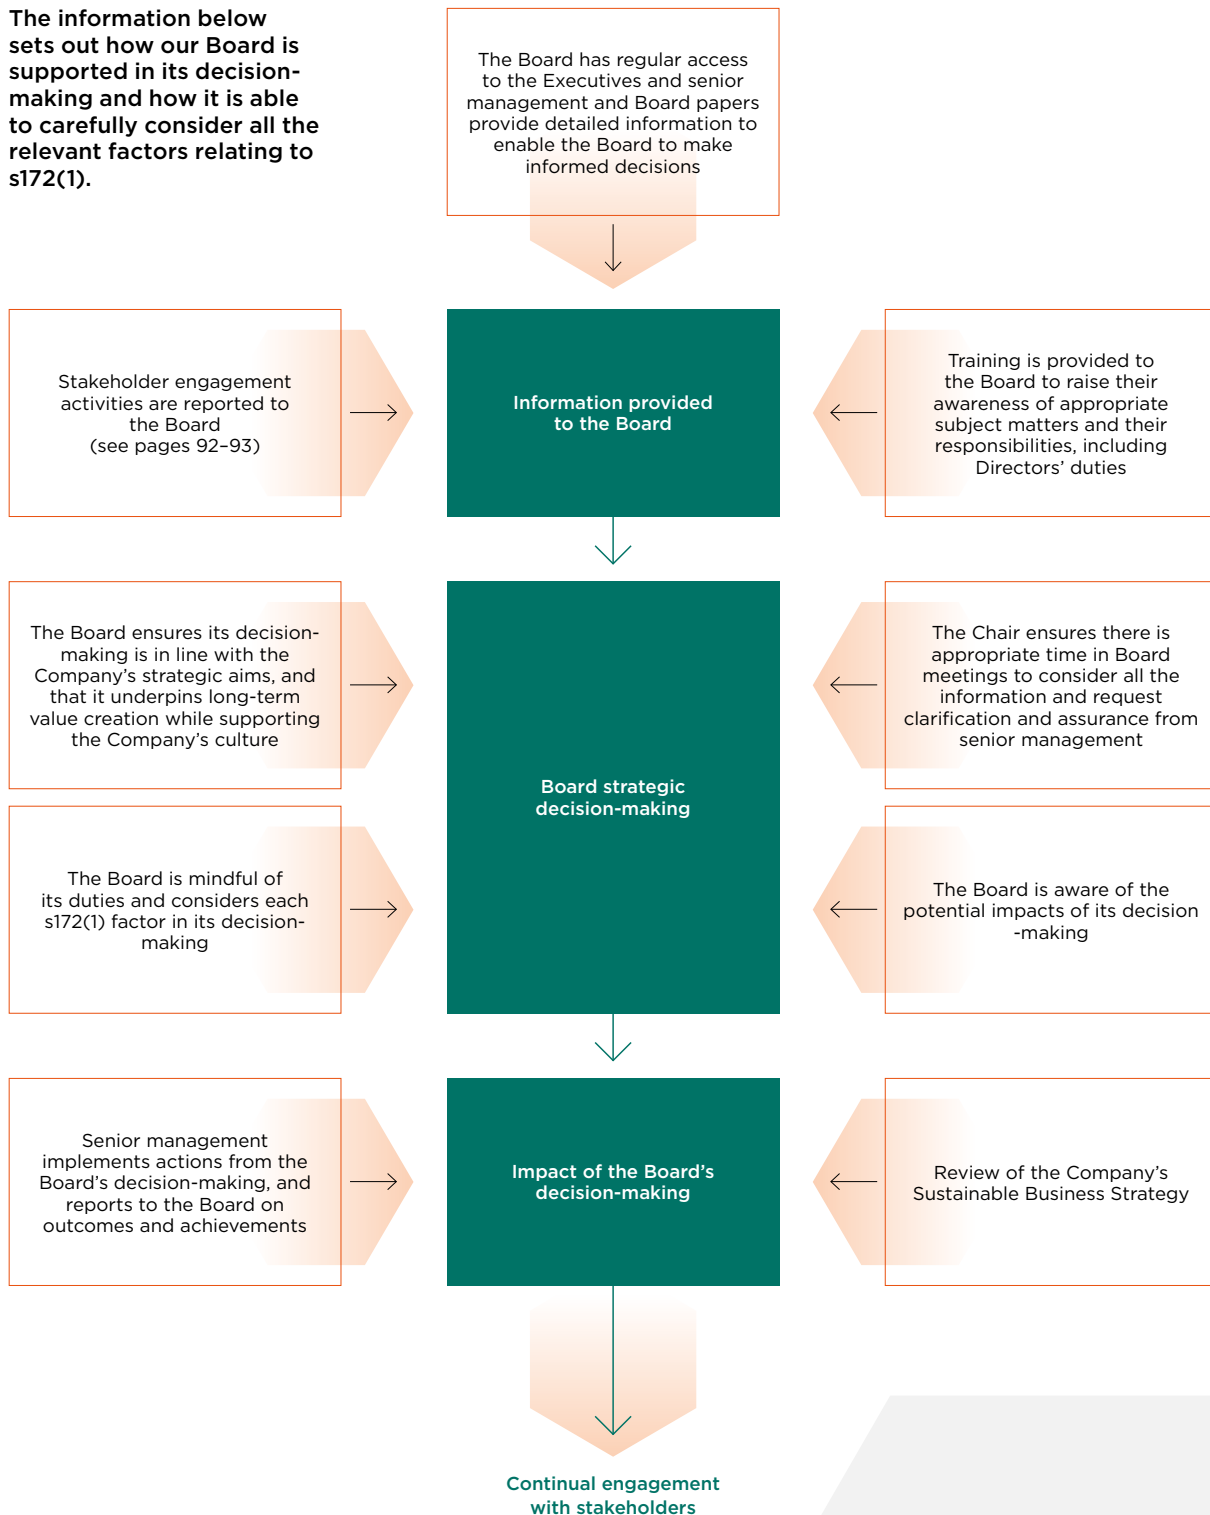 The information below
sets out how our Board is
supported in its decision-
making and how it is able
to carefully consider all the
relevant factors relating to
s172(1).
The Board has regular access
to the Executives and senior
management and Board papers
provide detailed information to
enable the Board to make
informed decisions
Stakeholder engagement
activities are reported to
the Board
(see pages 92–93)
Information provided
to the Board
Training is provided to
the Board to raise their
awareness of appropriate
subject matters and their
responsibilities, including
Directors’ duties
The Board ensures its decision-
making is in line with the
Company’s strategic aims, and
that it underpins long-term
value creation while supporting
the Company’s culture
Board strategic
decision-making
The Chair ensures there is
appropriate time in Board
meetings to consider all the
information and request
clarification and assurance from
senior management
The Board is mindful of
its duties and considers each
s172(1) factor in its decision-
making
The Board is aware of the
potential impacts of its decision
-making
Senior management
implements actions from the
Board’s decision-making, and
reports to the Board on
outcomes and achievements
Impact of the Board’s
decision-making
Review of the Company’s
Sustainable Business Strategy
Continual engagement
with stakeholders